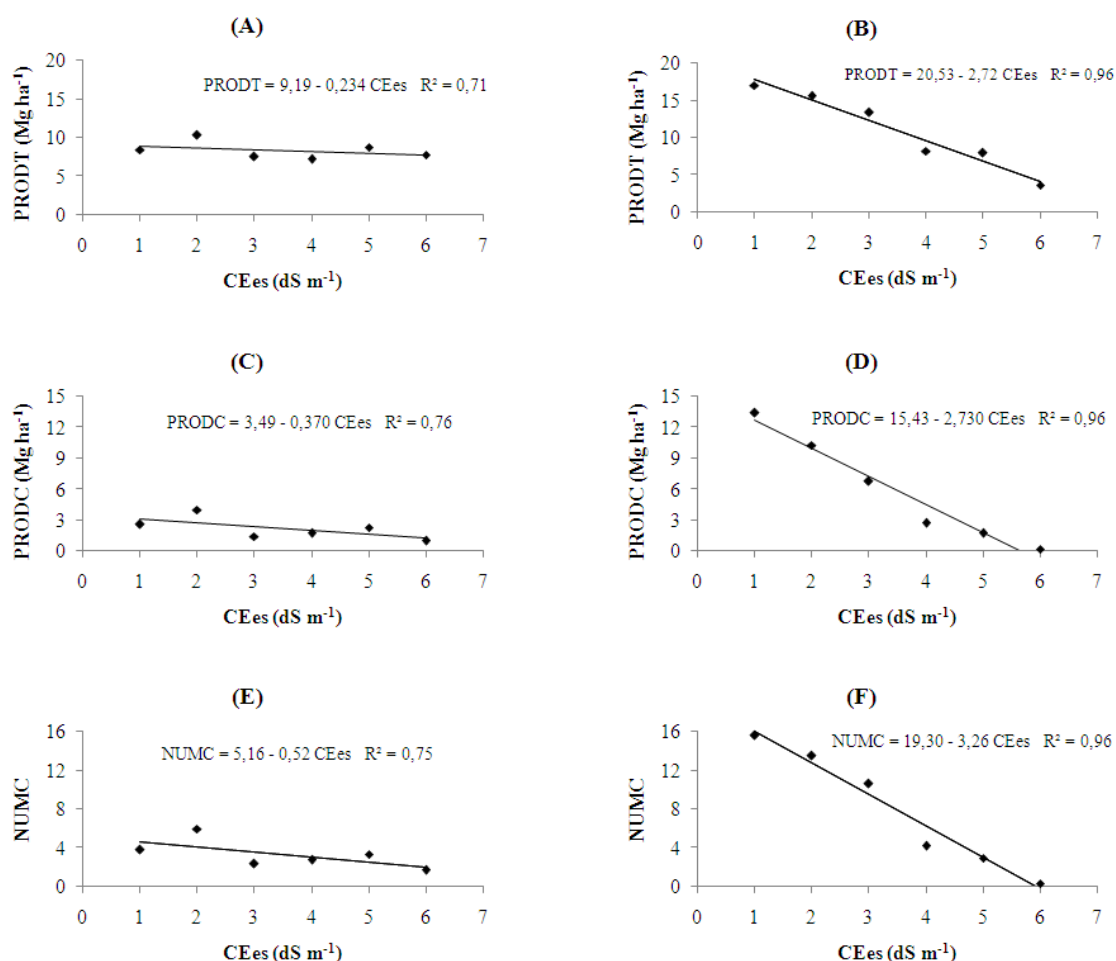 (A)
PRODT = 9,19 - 0,234 CEes R² = 0,71
PRODT (Mg ha⁻¹)
20
15
10
5
0
0 1 2 3 4 5 6 7
CEes (dS m⁻¹)
(B)
PRODT = 20,53 - 2,72 CEes R² = 0,96
PRODT (Mg ha⁻¹)
20
15
10
5
0
0 1 2 3 4 5 6 7
CEes (dS m⁻¹)
(C)
PRODC = 3,49 - 0,370 CEes R² = 0,76
PRODC (Mg ha⁻¹)
15
12
9
6
3
0
0 1 2 3 4 5 6 7
CEes (dS m⁻¹)
(D)
PRODC = 15,43 - 2,730 CEes R² = 0,96
PRODC (Mg ha⁻¹)
15
12
9
6
3
0
0 1 2 3 4 5 6 7
CEes (dS m⁻¹)
(E)
NUMC = 5,16 - 0,52 CEes R² = 0,75
NUMC
16
12
8
4
0
0 1 2 3 4 5 6 7
CEes (dS m⁻¹)
(F)
NUMC = 19,30 - 3,26 CEes R² = 0,96
NUMC
16
12
8
4
0
0 1 2 3 4 5 6 7
CEes (dS m⁻¹)